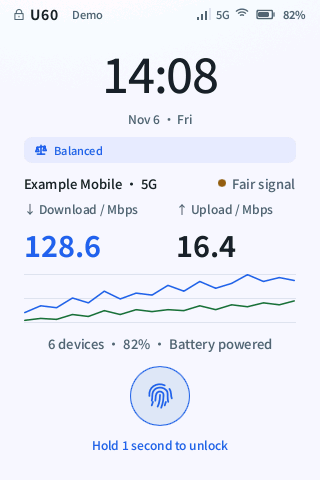 U60 Demo 5G 82%
14:08
Nov 6 • Fri
Balanced
Example Mobile • 5G Fair signal
↓ Download / Mbps ↑ Upload / Mbps
128.6 16.4
6 devices • 82% • Battery powered
Hold 1 second to unlock